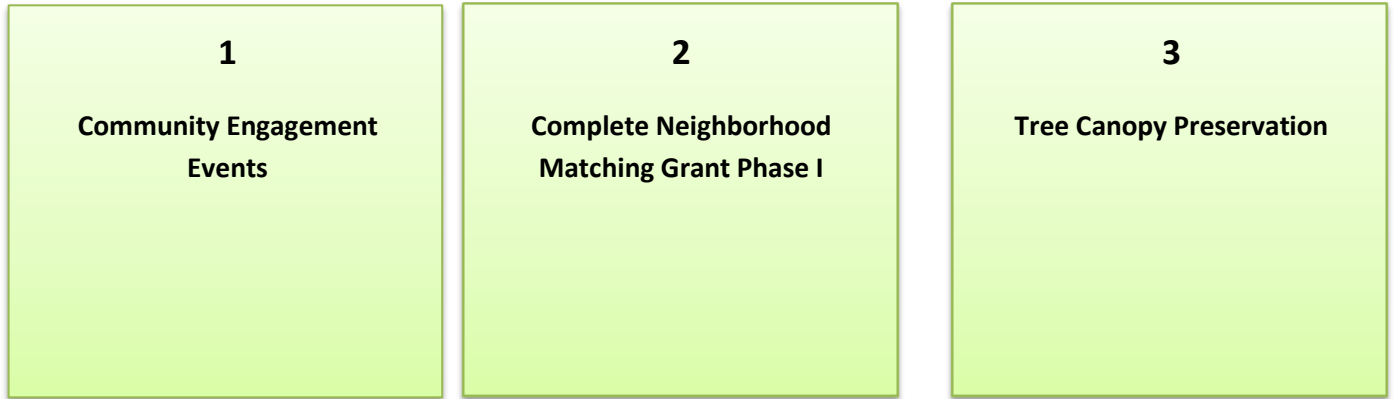 1
Community Engagement
Events
2
Complete Neighborhood
Matching Grant Phase I
3
Tree Canopy Preservation